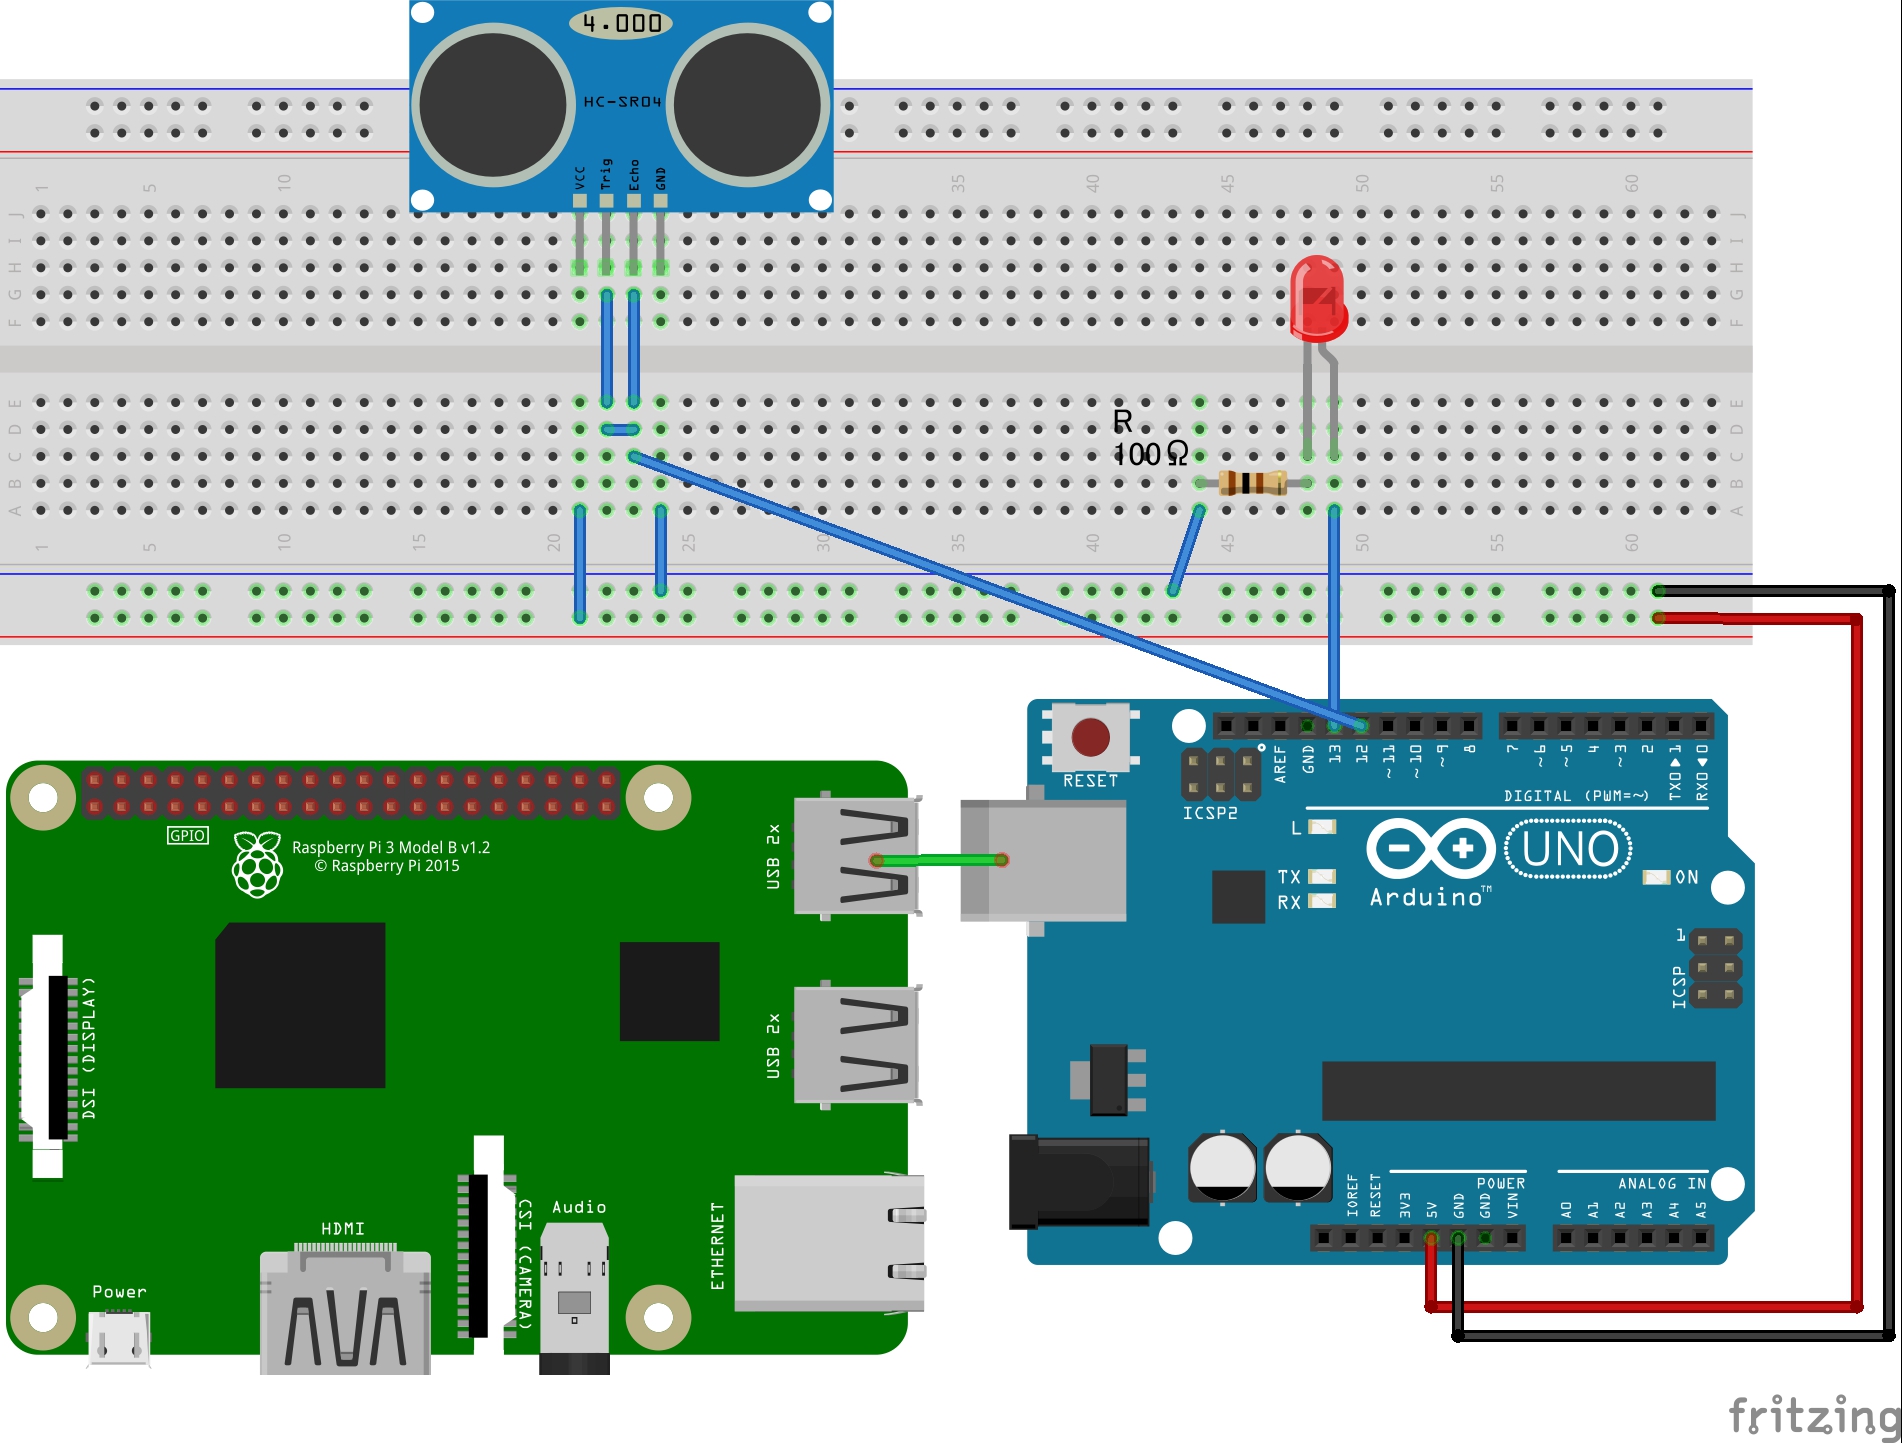 4.000
HC-SR04
VCC
Trig
Echo
GND
1 5 10 35 40 45 50 55 60
J J
I I
H H
G G
F F
E E
D D
C C
B B
A A
R
100Ω
1 5 10 15 20 25 30 35 40 45 50 55 60
RESET
ICSP2
AREF
GND
13
12
~11
~10
~9
8
7
~6
~5
4
~3
2
TX0▶1
RX0◀0
DIGITAL (PWM=~)
L
TX
RX
UNO
Arduino™
ON
1
ICSP
IOREF
RESET
3V3
5V
GND
GND
VIN
POWER
A0
A1
A2
A3
A4
A5
ANALOG IN
GPIO
Raspberry Pi 3 Model B v1.2
© Raspberry Pi 2015
USB 2x
USB 2x
DSI (DISPLAY)
CSI (CAMERA)
Audio
ETHERNET
HDMI
Power
fritzing